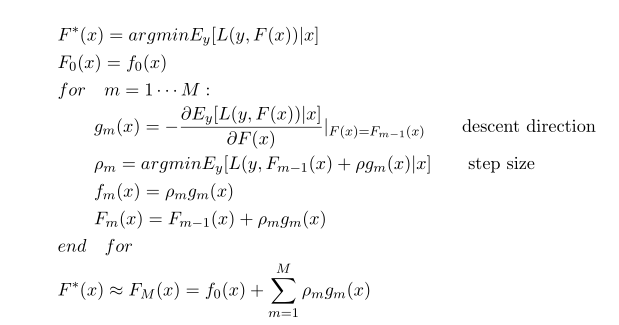 F*(x) = argminE_y[L(y, F(x))|x]
F_0(x) = f_0(x)
for m = 1 ⋯ M :
g_m(x) = −∂E_y[L(y, F(x))|x]/∂F(x) |_{F(x)=F_{m−1}(x)} descent direction
ρ_m = argminE_y[L(y, F_{m−1}(x) + ρg_m(x)|x] step size
f_m(x) = ρ_m g_m(x)
F_m(x) = F_{m−1}(x) + ρ_m g_m(x)
end for
F*(x) ≈ F_M(x) = f_0(x) + ∑_{m=1}^{M} ρ_m g_m(x)